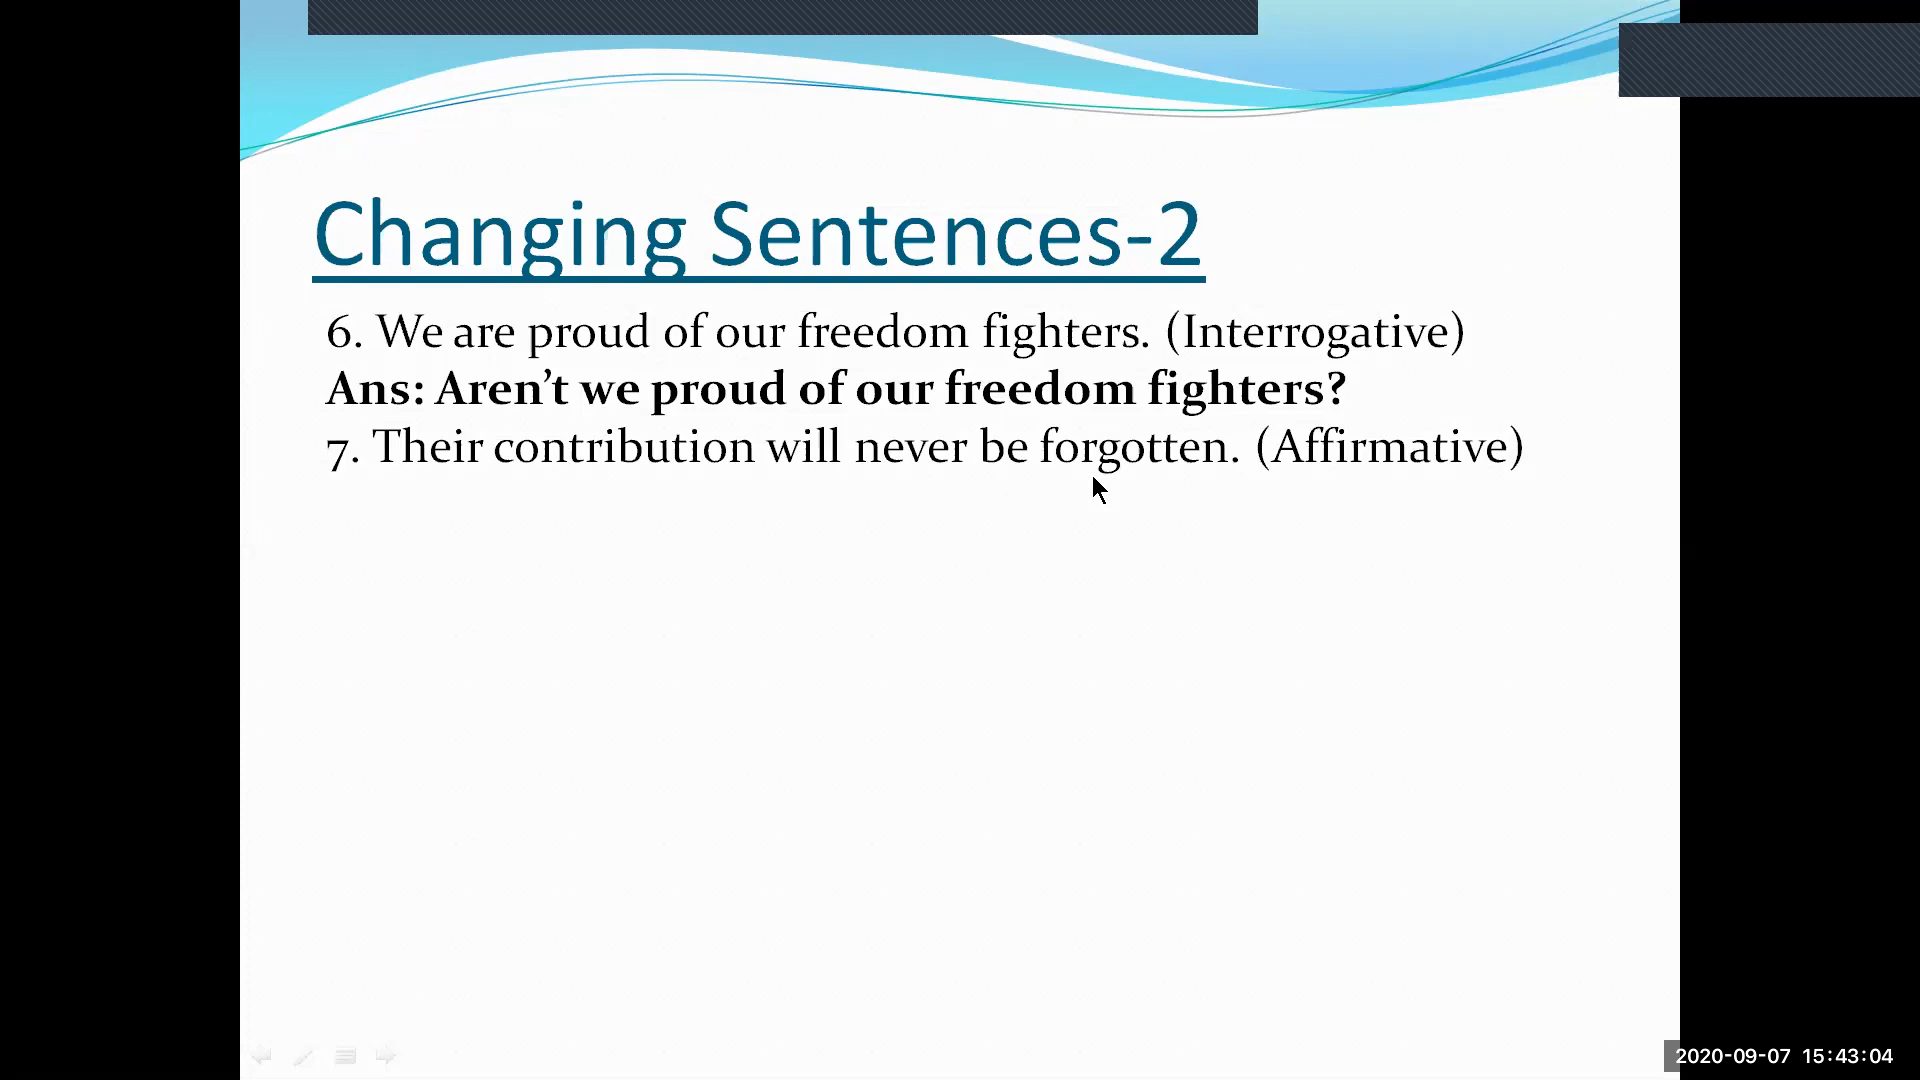 Changing Sentences-2
6. We are proud of our freedom fighters. (Interrogative)
Ans: Aren’t we proud of our freedom fighters?
7. Their contribution will never be forgotten. (Affirmative)
2020-09-07 15:43:04